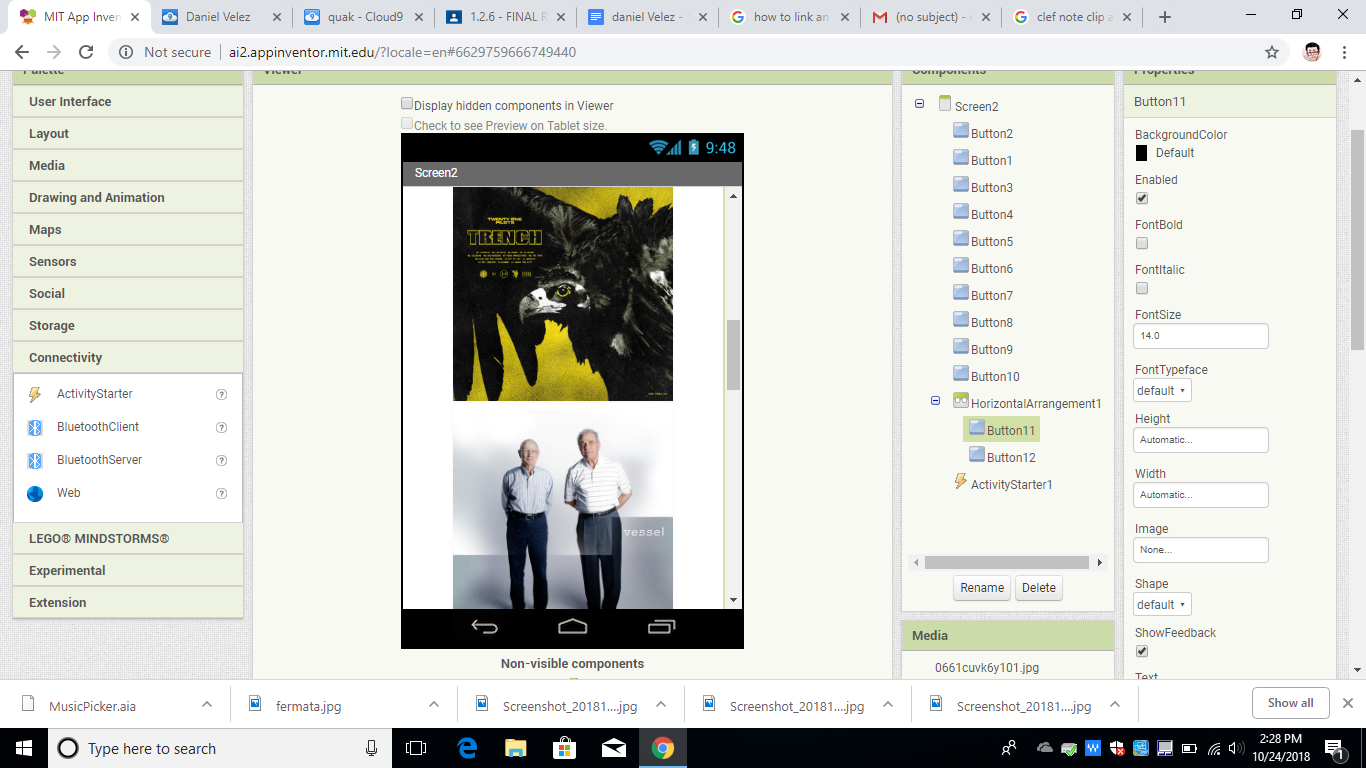 MIT App Inven
Daniel Velez
quak - Cloud9
1.2.6 - FINAL R
daniel Velez -
how to link an
(no subject) -
clef note clip a
Not secure
ai2.appinventor.mit.edu/?locale=en#6629759666749440
Palette
Viewer
Components
Properties
User Interface
Layout
Media
Drawing and Animation
Maps
Sensors
Social
Storage
Connectivity
ActivityStarter
BluetoothClient
BluetoothServer
Web
LEGO® MINDSTORMS®
Experimental
Extension
Display hidden components in Viewer
Check to see Preview on Tablet size.
9:48
Screen2
TWENTY ONE
PILOTS
TRENCH
vessel
Non-visible components
Screen2
Button2
Button1
Button3
Button4
Button5
Button6
Button7
Button8
Button9
Button10
HorizontalArrangement1
Button11
Button12
ActivityStarter1
Rename
Delete
Media
0661cuvk6y101.jpg
Button11
BackgroundColor
Default
Enabled
FontBold
FontItalic
FontSize
14.0
FontTypeface
default
Height
Automatic...
Width
Automatic...
Image
None...
Shape
default
ShowFeedback
Text
MusicPicker.aia
fermata.jpg
Screenshot_20181....jpg
Screenshot_20181....jpg
Screenshot_20181....jpg
Show all
Type here to search
2:28 PM
10/24/2018
1